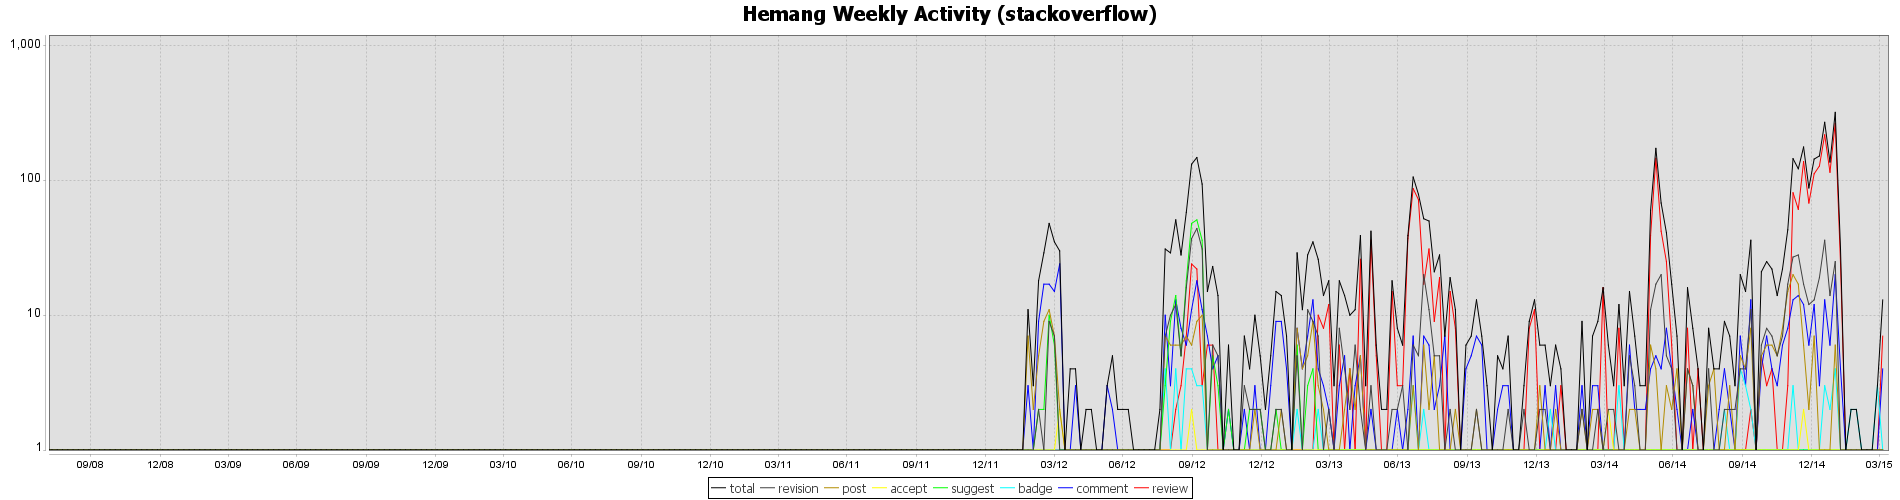 Hemang Weekly Activity (stackoverflow)
1,000
100
10
1
09/08 12/08 03/09 06/09 09/09 12/09 03/10 06/10 09/10 12/10 03/11 06/11 09/11 12/11 03/12 06/12 09/12 12/12 03/13 06/13 09/13 12/13 03/14 06/14 09/14 12/14 03/15
total revision post accept suggest badge comment review